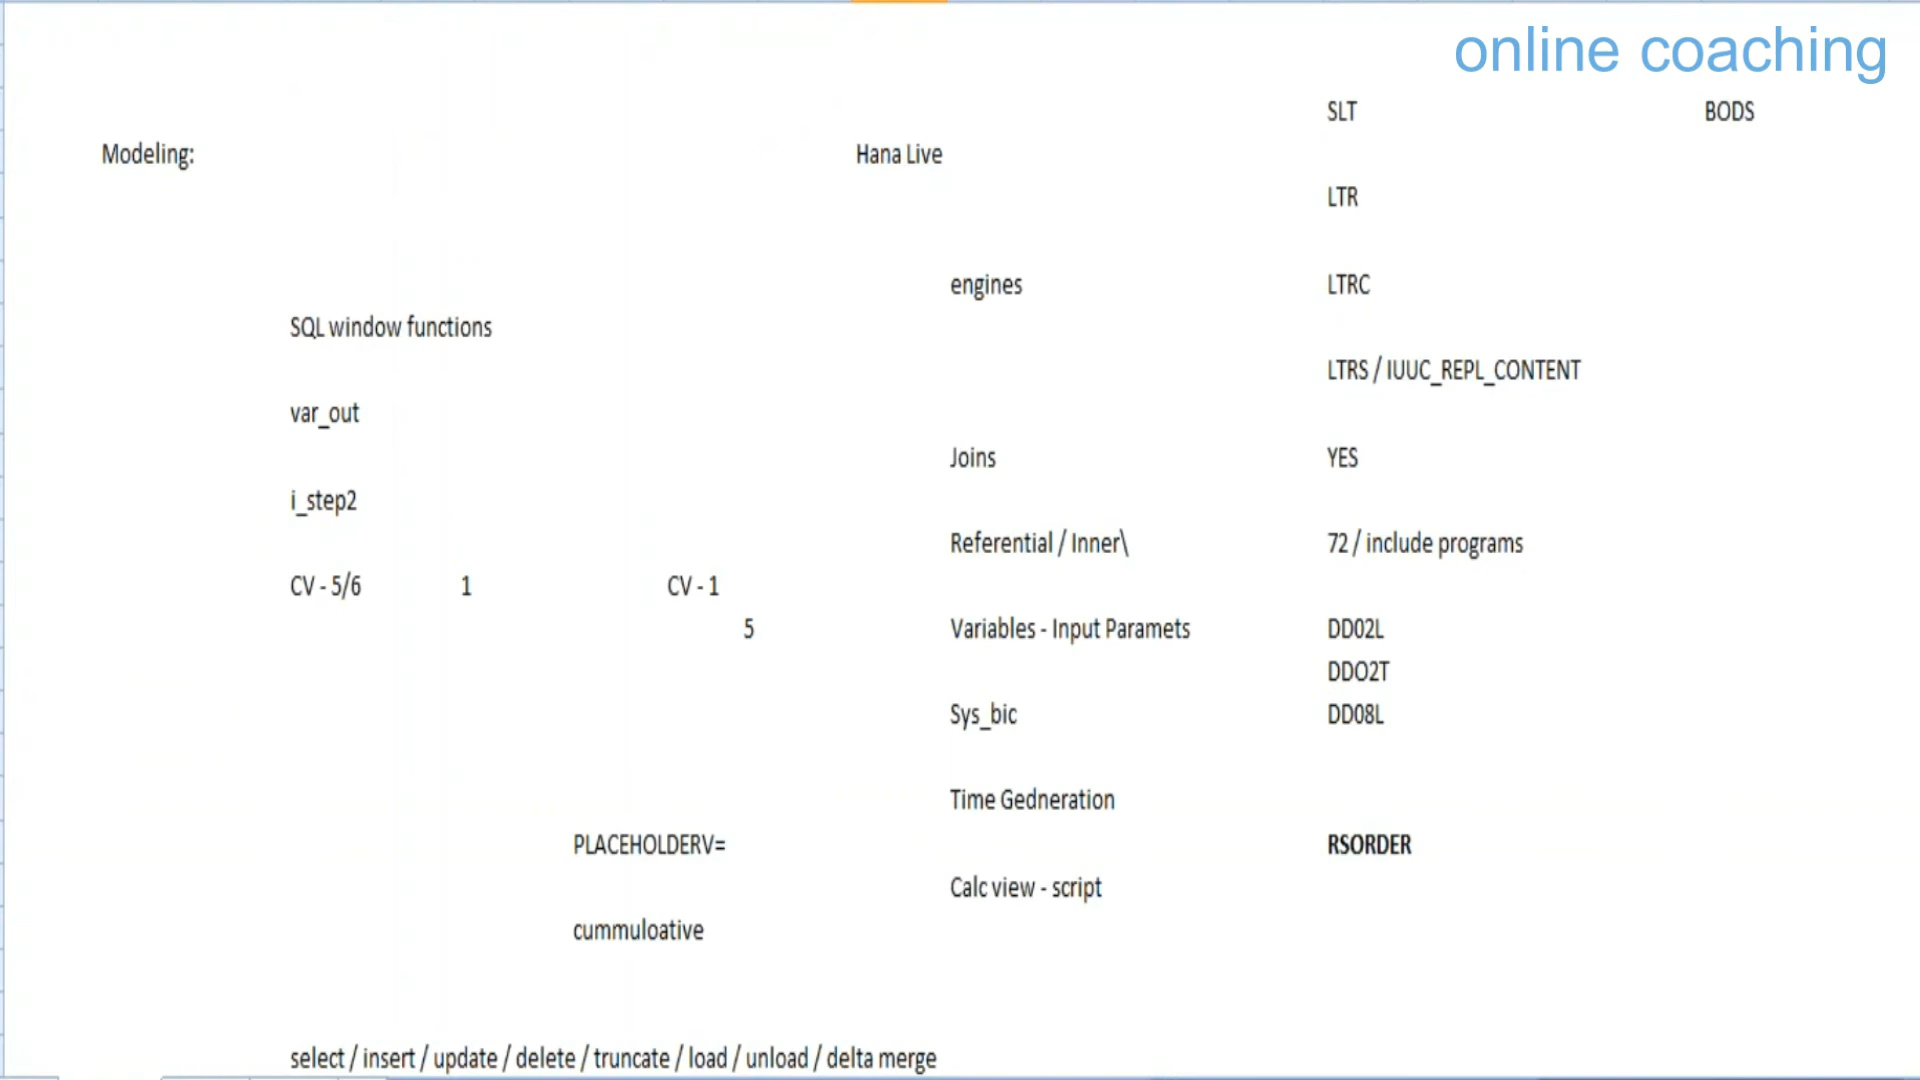 online coaching
SLT BODS
Modeling: Hana Live
LTR
engines LTRC
SQL window functions
LTRS / IUUC_REPL_CONTENT
var_out
Joins YES
i_step2
Referential / Inner\ 72 / include programs
CV - 5/6 1 CV - 1
5 Variables - Input Paramets DD02L
DDO2T
Sys_bic DD08L
Time Gedneration
PLACEHOLDERV= RSORDER
Calc view - script
cummuloative
select / insert / update / delete / truncate / load / unload / delta merge